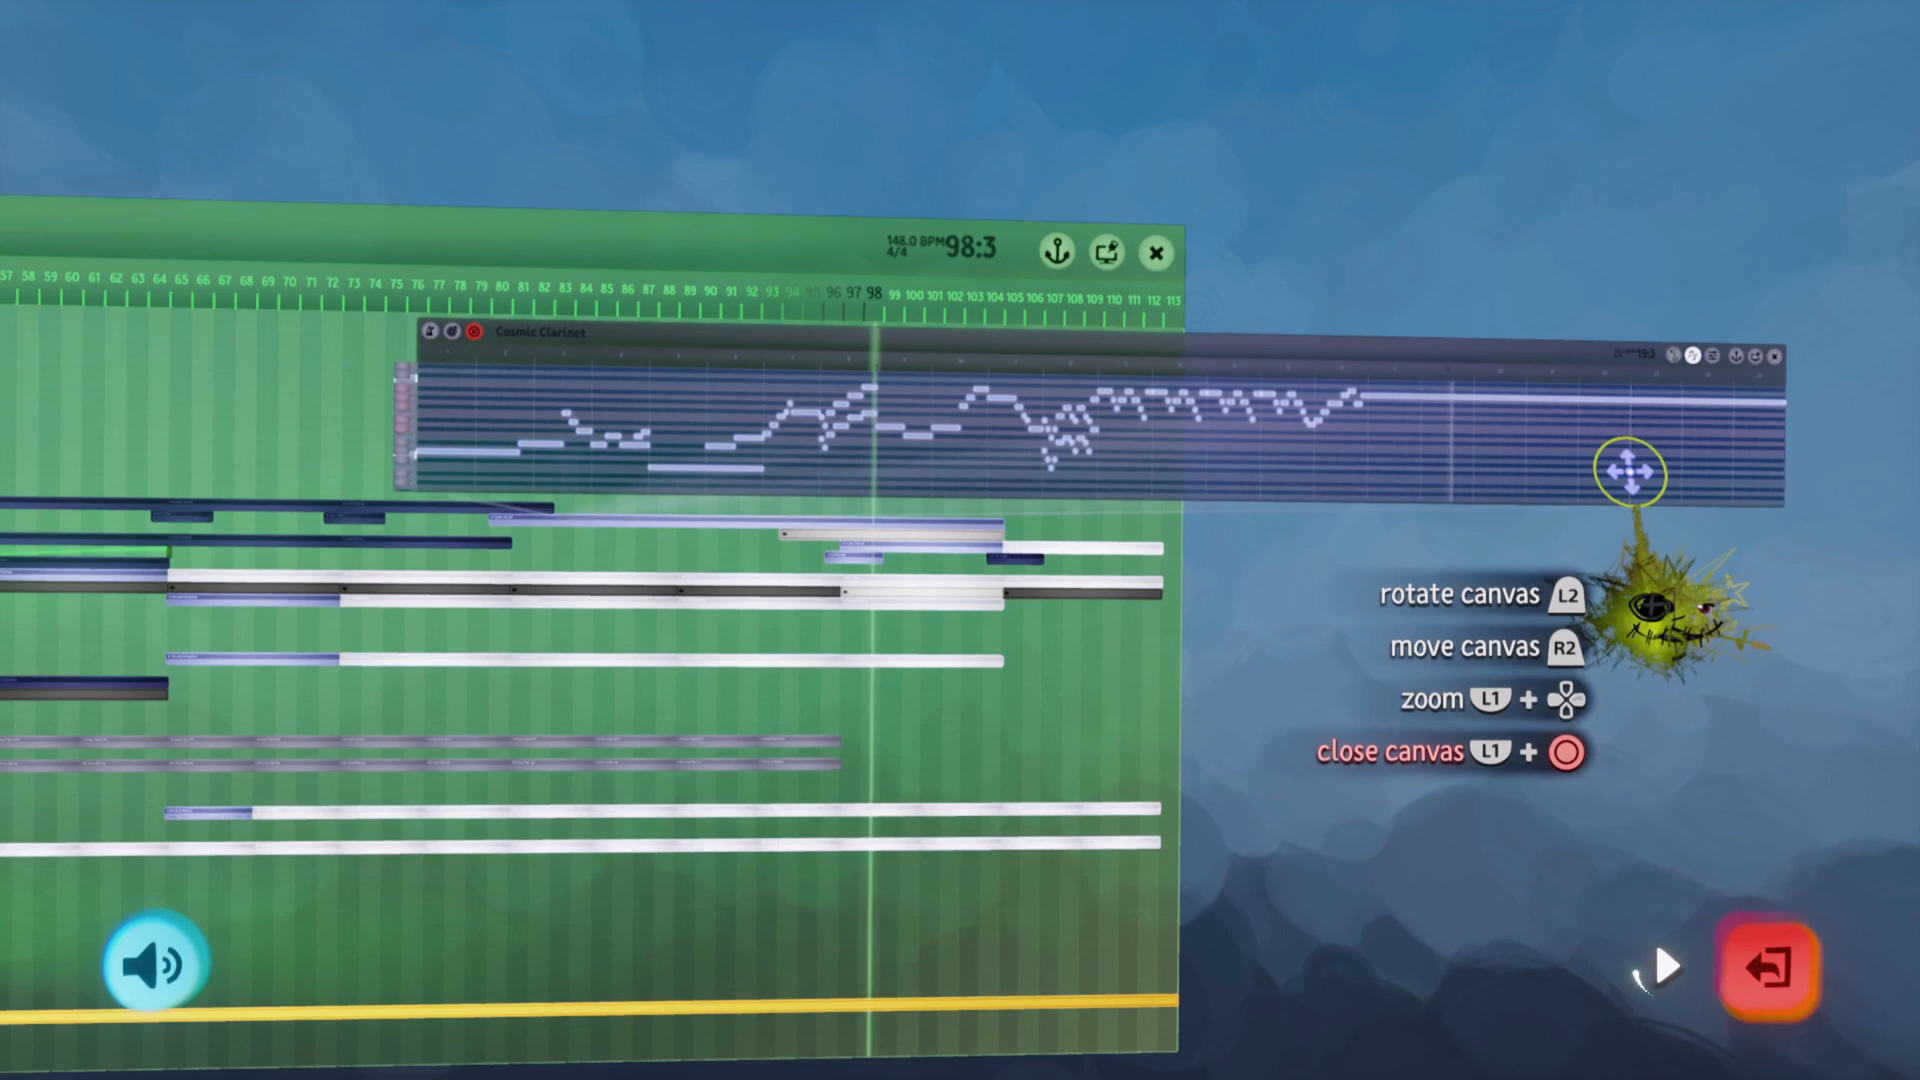 148.0 BPM
4/4
98:3
57 58 59 60 61 62 63 64 65 66 67 68 69 70 71 72 73 74 75 76 77 78 79 80 81 82 83 84 85 86 87 88 89 90 91 92 93 94 95 96 97 98 99 100 101 102 103 104 105 106 107 108 109 110 111 112 113
Cosmic Clarinet
19:3
rotate canvas L2
move canvas R2
zoom L1 +
close canvas L1 +